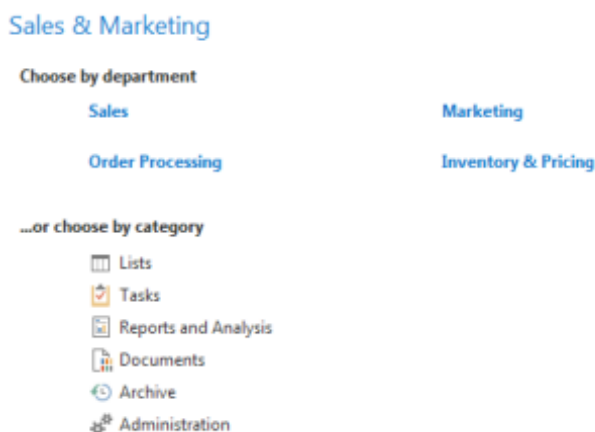 Sales & Marketing
Choose by department
Sales Marketing
Order Processing Inventory & Pricing
...or choose by category
Lists
Tasks
Reports and Analysis
Documents
Archive
Administration